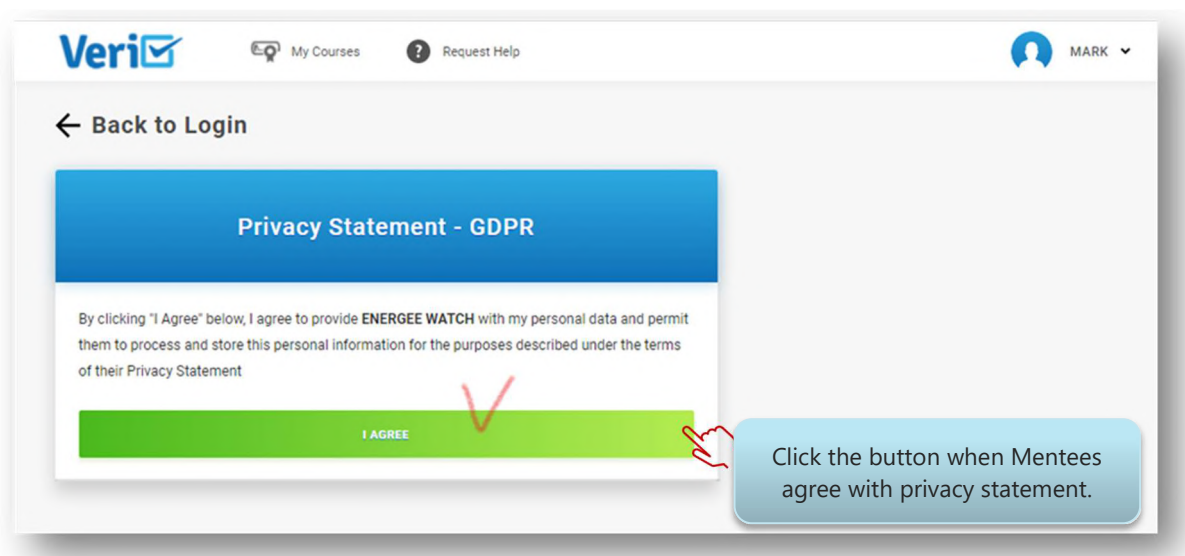 Veri
My Courses
Request Help
MARK
Back to Login
Privacy Statement - GDPR
By clicking "I Agree" below, I agree to provide ENERGEE WATCH with my personal data and permit
them to process and store this personal information for the purposes described under the terms
of their Privacy Statement
I AGREE
Click the button when Mentees
agree with privacy statement.